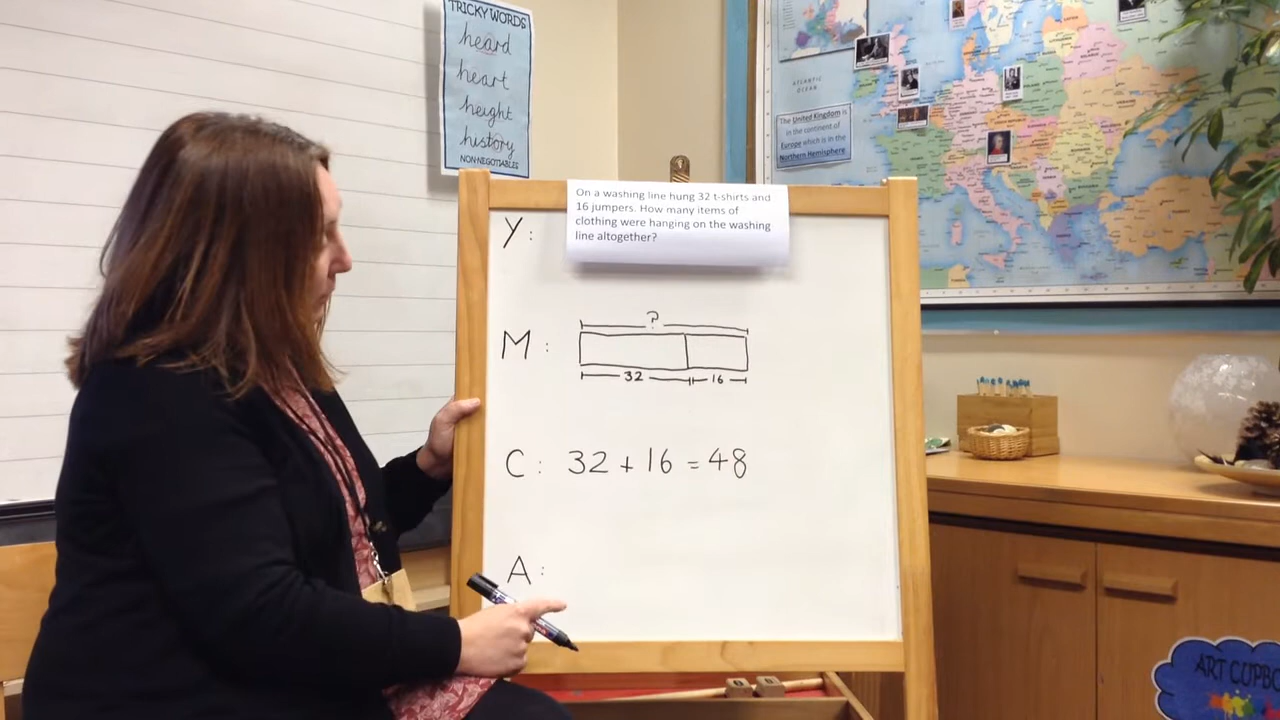 TRICKY WORDS
heard
heart
height
history
NON-NEGOTIABLES
On a washing line hung 32 t-shirts and
16 jumpers. How many items of
clothing were hanging on the washing
line altogether?
Y:
M:
?
32 16
C: 32 + 16 = 48
A:
ATLANTIC
OCEAN
The United Kingdom is
in the continent of
Europe which is in the
Northern Hemisphere
ART CUPBO